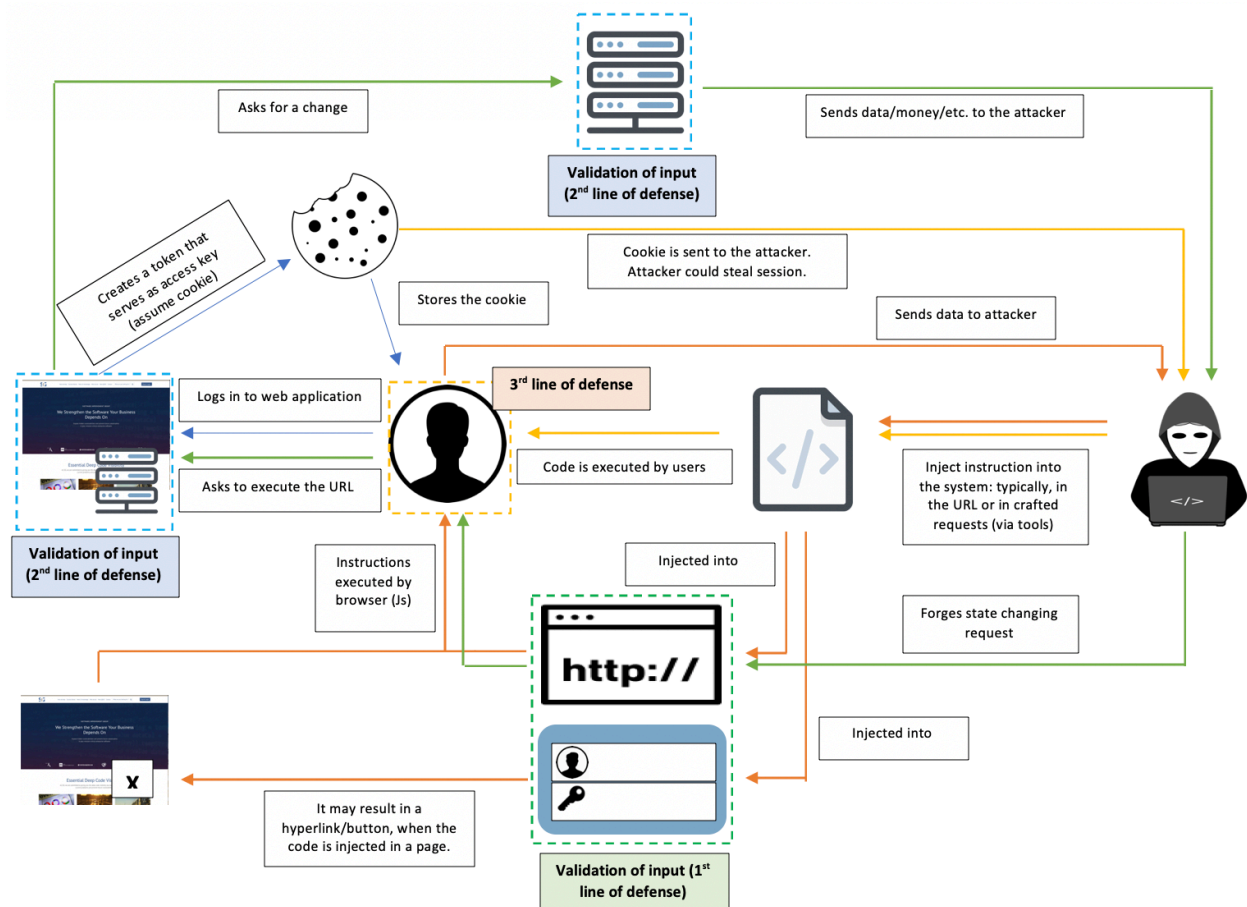 Asks for a change
Sends data/money/etc. to the attacker
Validation of input
(2nd line of defense)
Creates a token that
serves as access key
(assume cookie)
Cookie is sent to the attacker.
Attacker could steal session.
Stores the cookie
Sends data to attacker
3rd line of defense
We Strengthen the Software Your Business
Depends On
Logs in to web application
</>
Code is executed by users
Asks to execute the URL
Inject instruction into
the system: typically, in
the URL or in crafted
requests (via tools)
</>
Validation of input
(2nd line of defense)
Instructions
executed by
browser (Js)
Injected into
Forges state changing
request
http://
We Strengthen the Software Your Business
Depends On
Injected into
X
It may result in a
hyperlink/button, when the
code is injected in a page.
Validation of input (1st
line of defense)